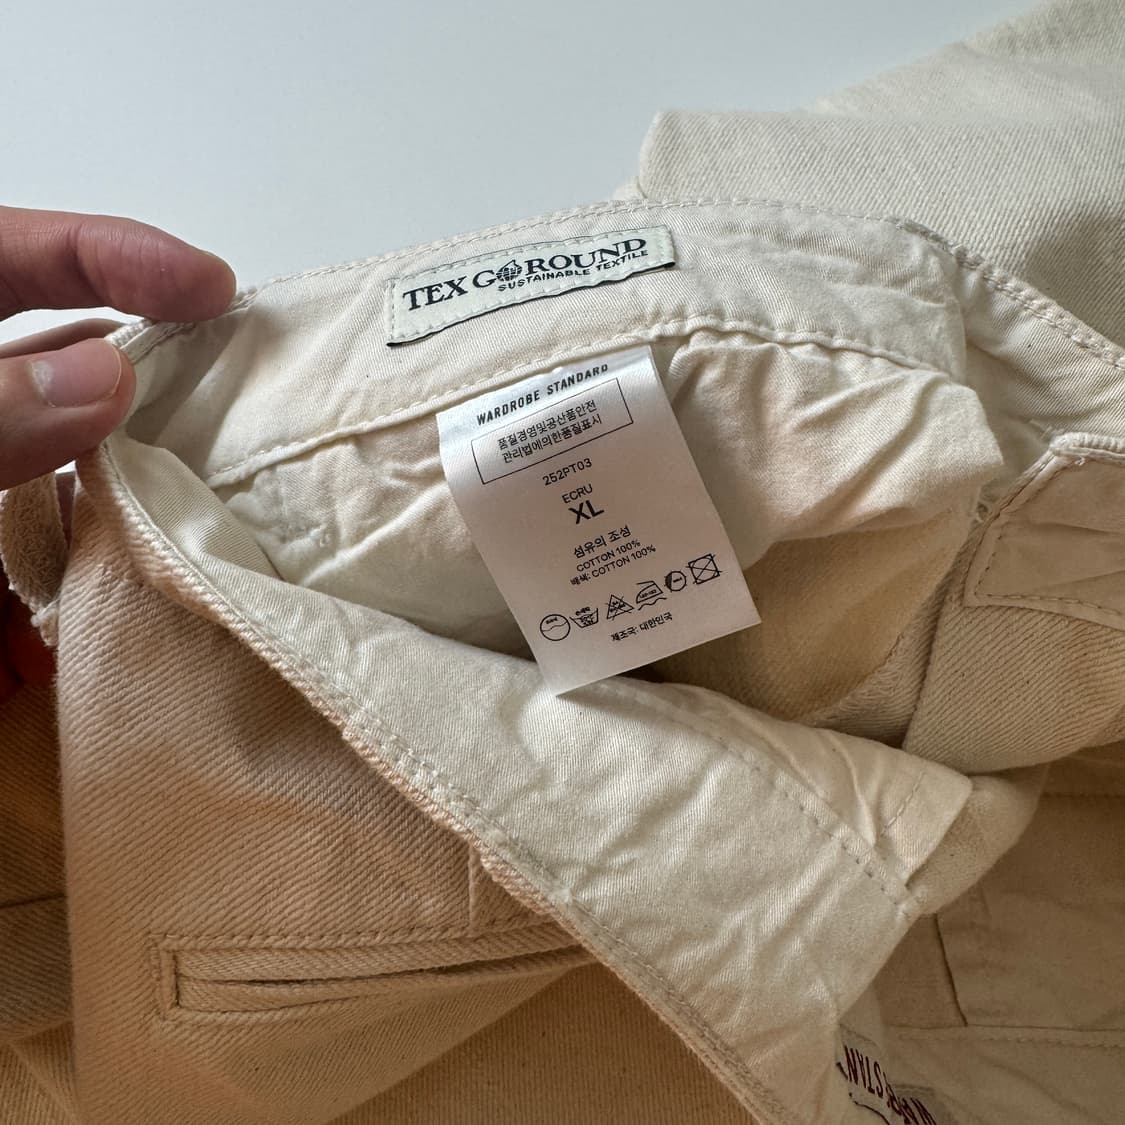 TEX GOROUND
SUSTAINABLE TEXTILE
WARDROBE STANDARD
품질경영및공산품안전
관리법에의한품질표시
252PT03
ECRU
XL
섬유의 조성
COTTON 100%
배색: COTTON 100%
제조국: 대한민국